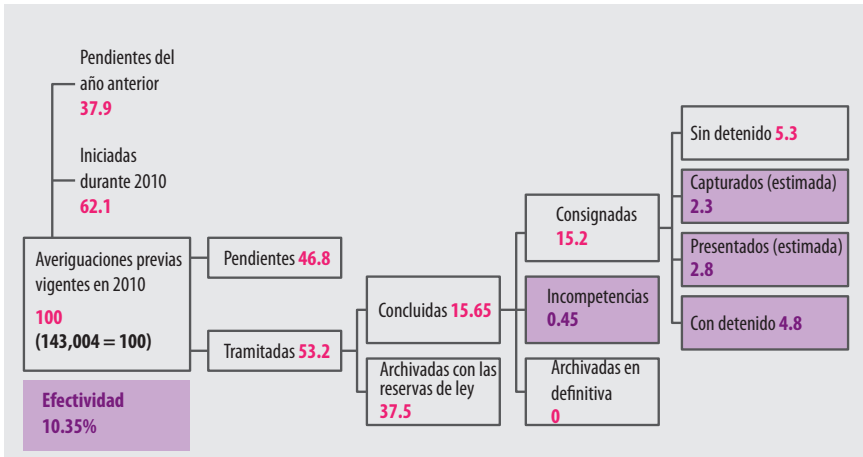 Pendientes del
año anterior
37.9
Iniciadas
durante 2010
62.1
Averiguaciones previas
vigentes en 2010
100
(143,004 = 100)
Efectividad
10.35%
Pendientes 46.8
Tramitadas 53.2
Concluidas 15.65
Archivadas con las
reservas de ley
37.5
Consignadas
15.2
Incompetencias
0.45
Archivadas en
definitiva
0
Sin detenido 5.3
Capturados (estimada)
2.3
Presentados (estimada)
2.8
Con detenido 4.8